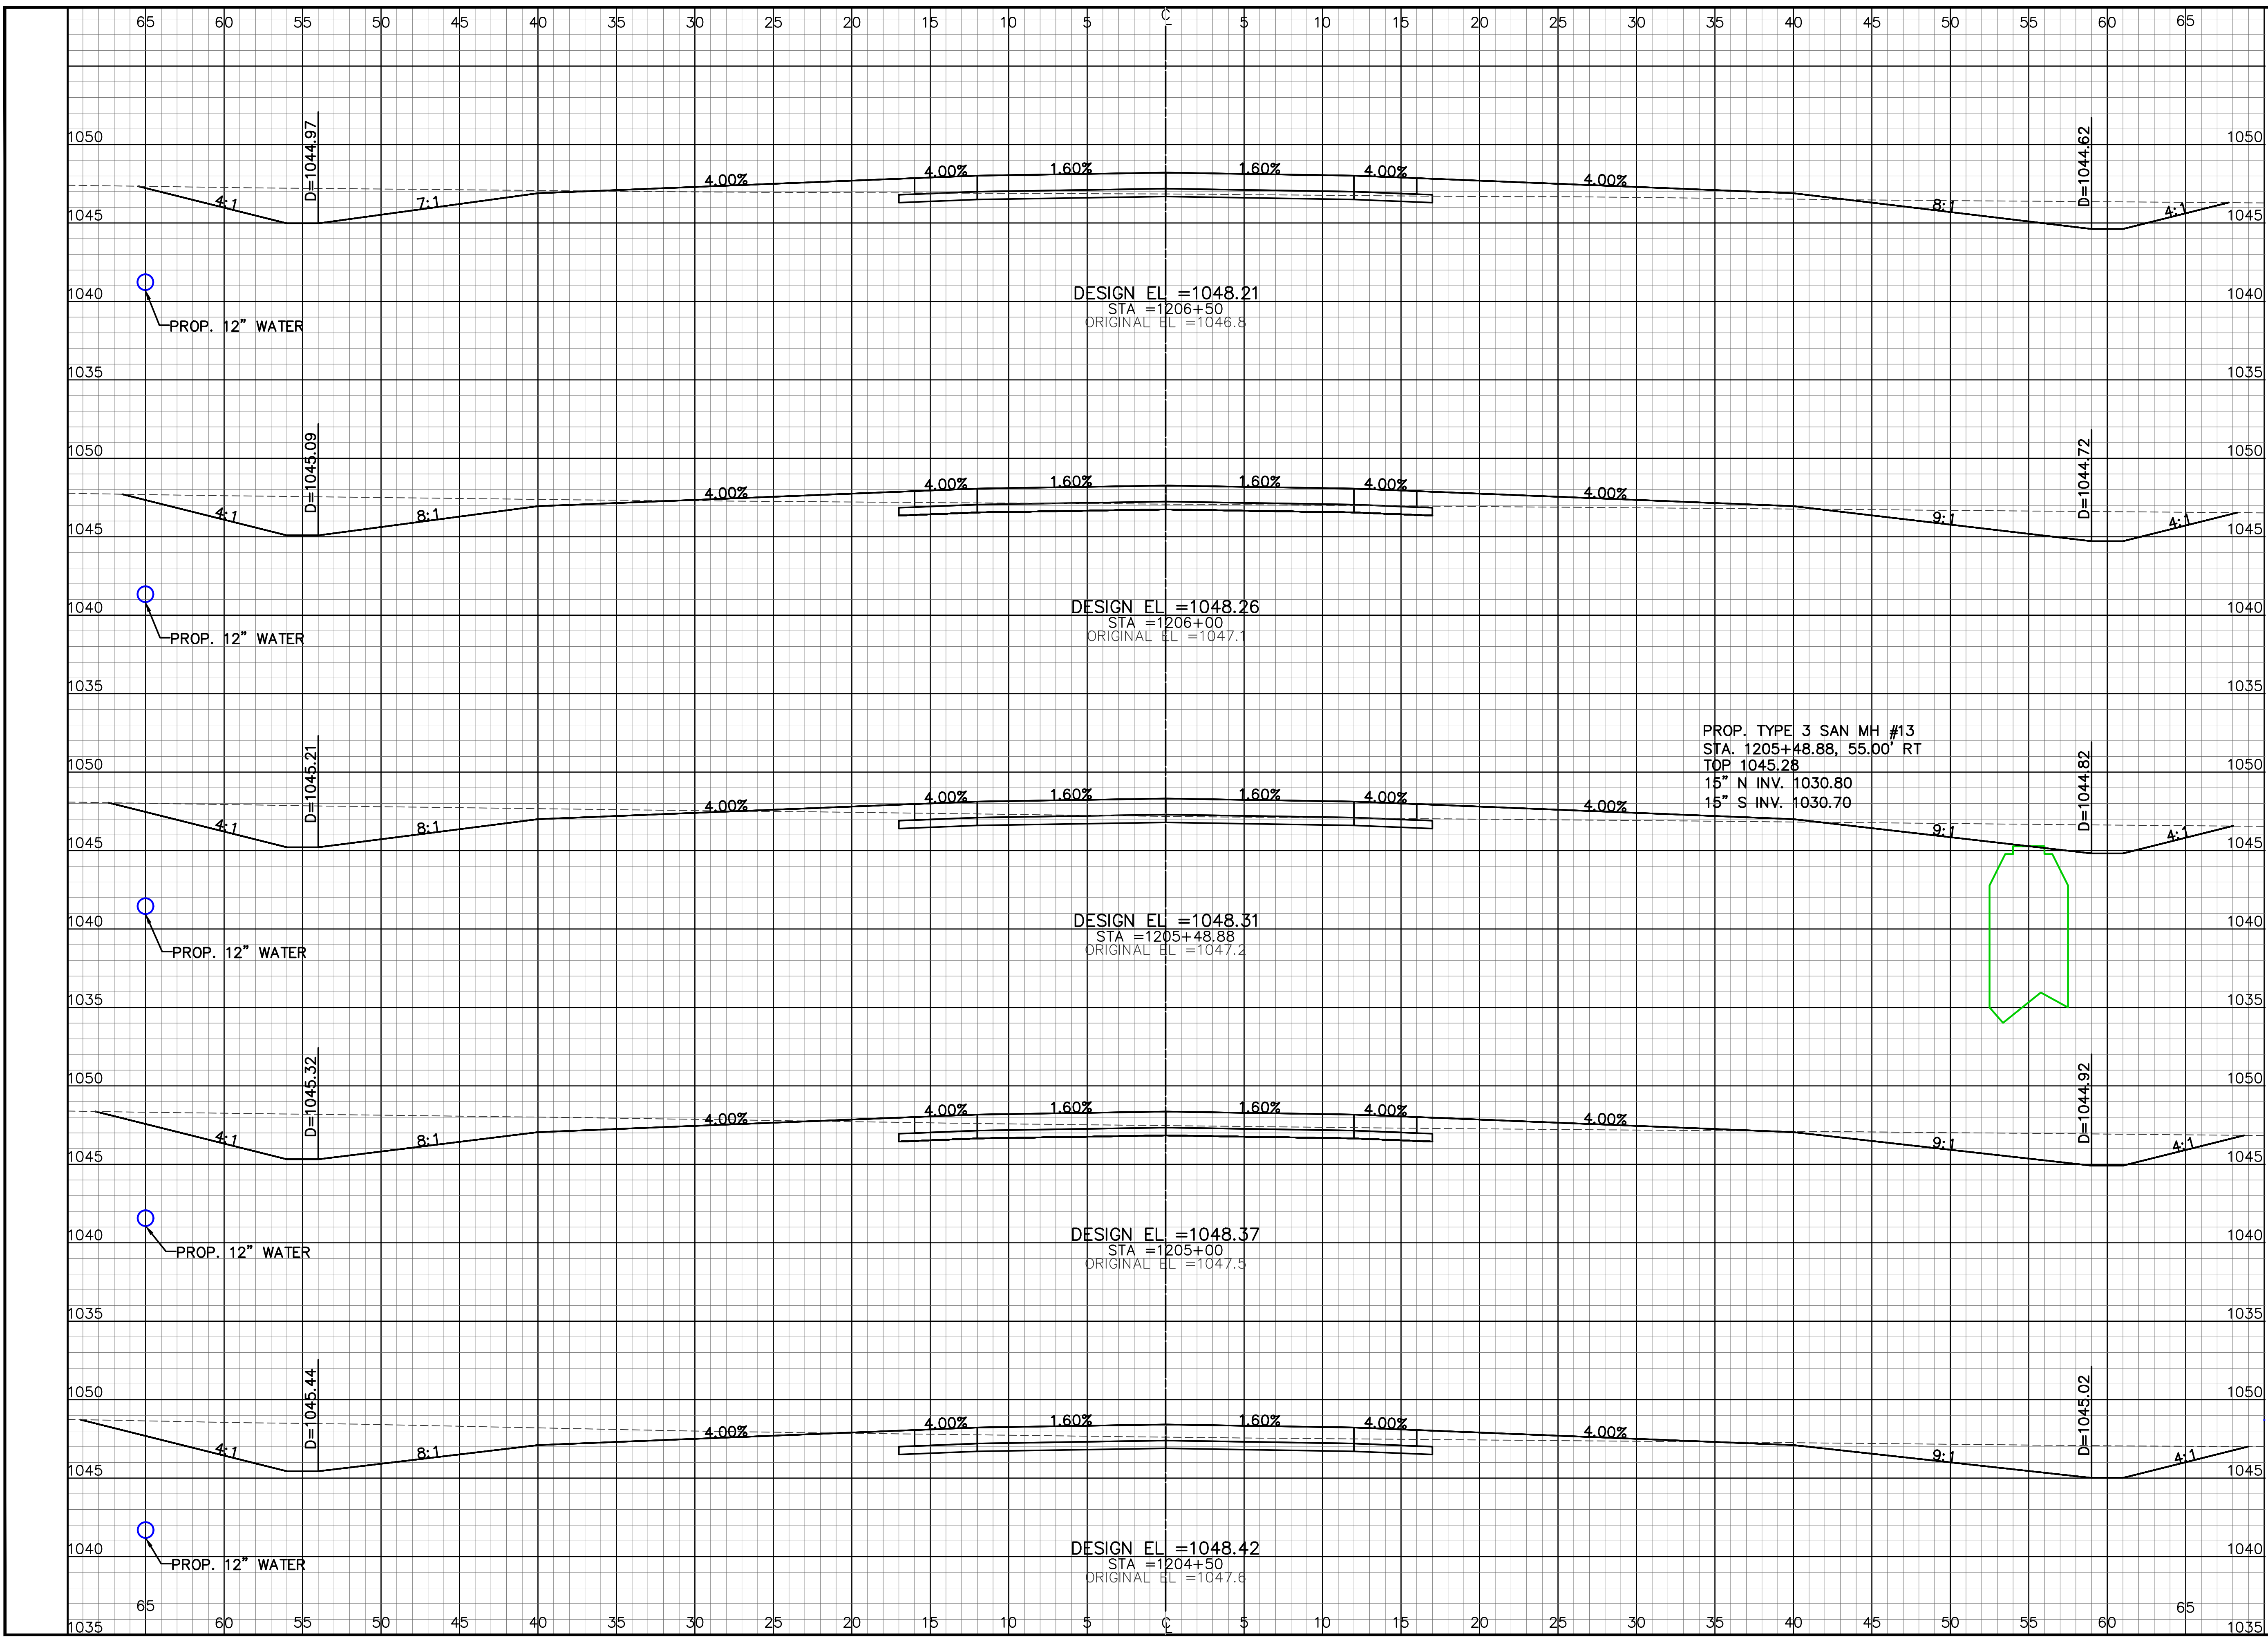 65 60 55 50 45 40 35 30 25 20 15 10 5 ℄ 5 10 15 20 25 30 35 40 45 50 55 60 65
1050 D=1044.97 D=1044.62 1050
4:1 7:1 4.00% 4.00% 1.60% 1.60% 4.00% 4.00% 8:1 4:1
1045 1045
1040 DESIGN EL =1048.21 1040
STA =1206+50
ORIGINAL EL =1046.8
PROP. 12" WATER
1035 1035
1050 D=1045.09 D=1044.72 1050
4:1 8:1 4.00% 4.00% 1.60% 1.60% 4.00% 4.00% 9:1 4:1
1045 1045
1040 DESIGN EL =1048.26 1040
STA =1206+00
ORIGINAL EL =1047.1
PROP. 12" WATER
1035 1035
PROP. TYPE 3 SAN MH #13
STA. 1205+48.88, 55.00' RT
TOP 1045.28
15" N INV. 1030.80
15" S INV. 1030.70
1050 D=1045.21 D=1044.82 1050
4:1 8:1 4.00% 4.00% 1.60% 1.60% 4.00% 4.00% 9:1 4:1
1045 1045
1040 DESIGN EL =1048.31 1040
STA =1205+48.88
ORIGINAL EL =1047.2
PROP. 12" WATER
1035 1035
1050 D=1045.32 D=1044.92 1050
4:1 8:1 4.00% 4.00% 1.60% 1.60% 4.00% 4.00% 9:1 4:1
1045 1045
1040 DESIGN EL =1048.37 1040
STA =1205+00
ORIGINAL EL =1047.5
PROP. 12" WATER
1035 1035
1050 D=1045.44 D=1045.02 1050
4:1 8:1 4.00% 4.00% 1.60% 1.60% 4.00% 4.00% 9:1 4:1
1045 1045
1040 DESIGN EL =1048.42 1040
STA =1204+50
ORIGINAL EL =1047.6
PROP. 12" WATER
65 60 55 50 45 40 35 30 25 20 15 10 5 ℄ 5 10 15 20 25 30 35 40 45 50 55 60 65
1035 1035